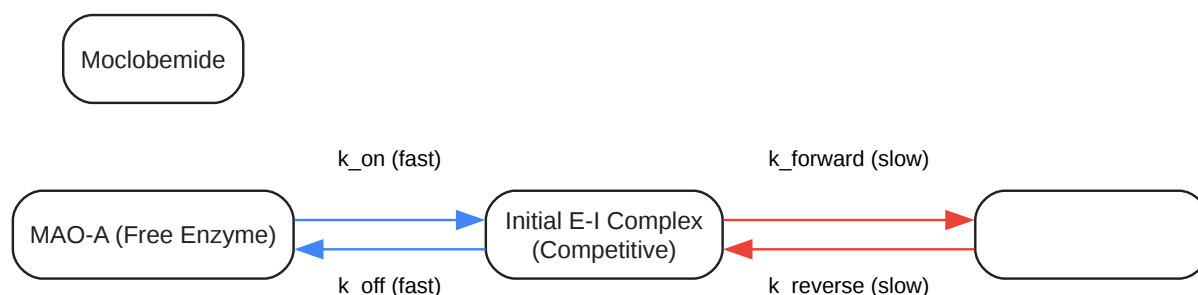 Moclobemide
k_on (fast)
k_forward (slow)
MAO-A (Free Enzyme)
Initial E-I Complex
(Competitive)
k_off (fast)
k_reverse (slow)